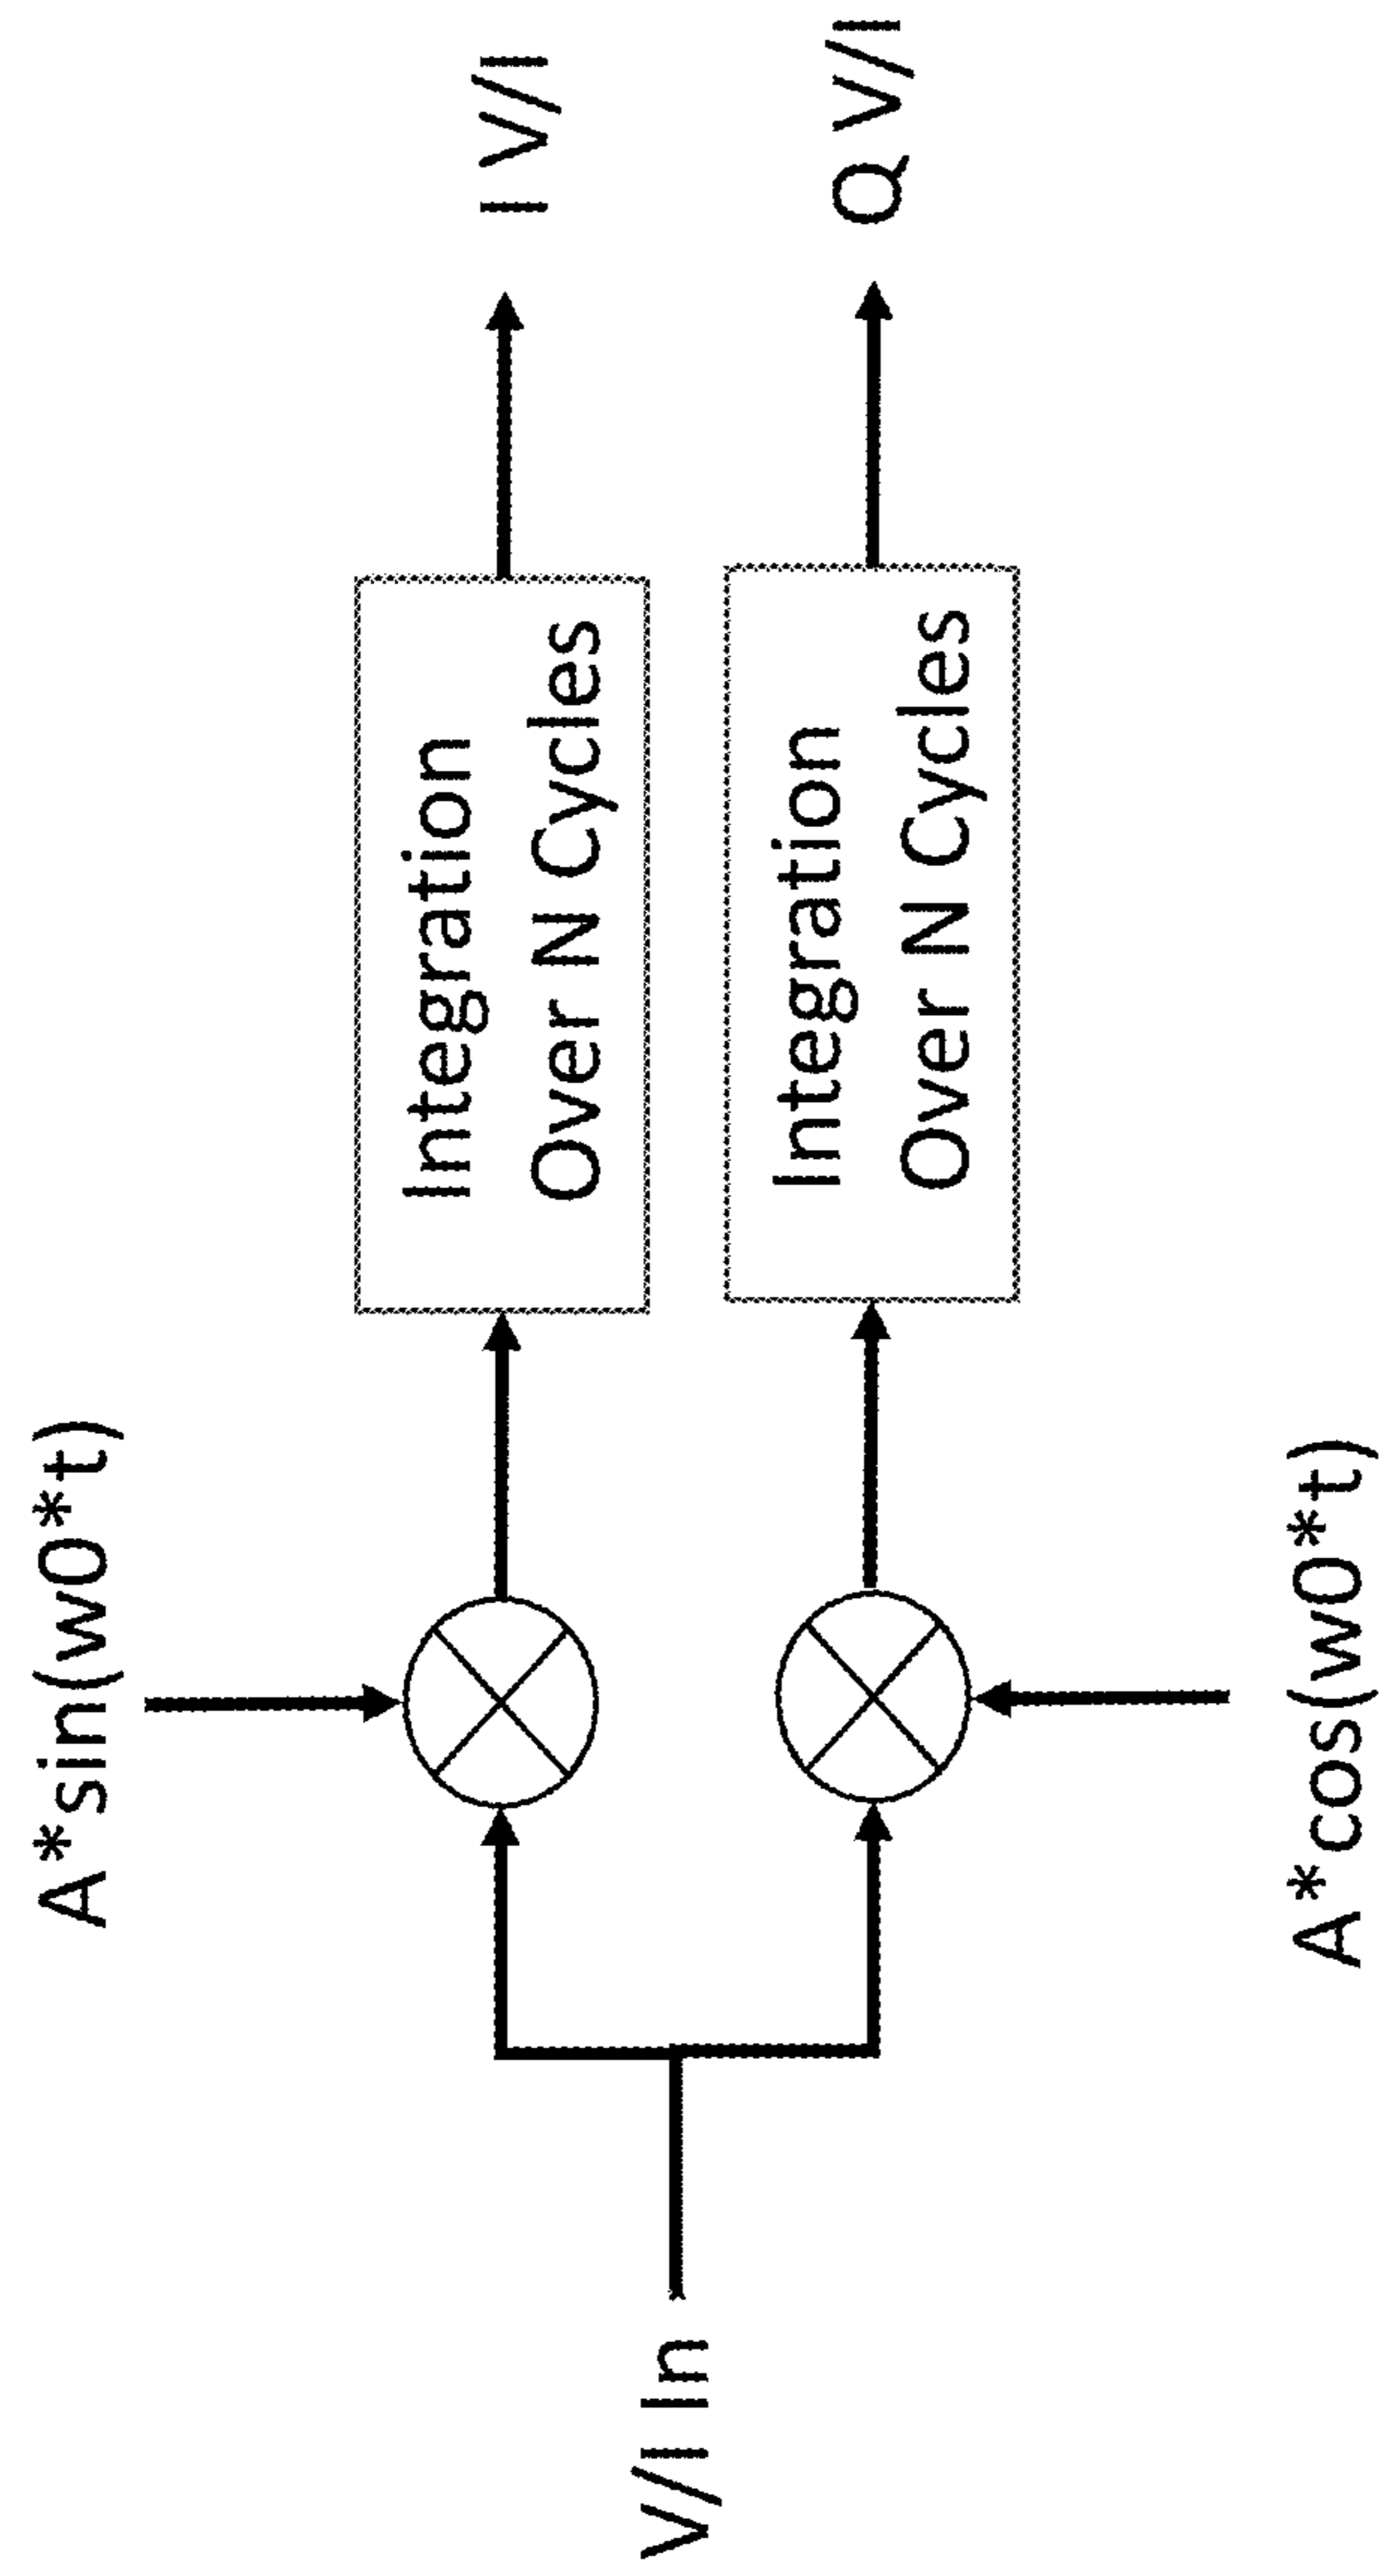 A*sin(w0*t)
V/I In
Integration
Over N Cycles
I V/I
Integration
Over N Cycles
Q V/I
A*cos(w0*t)